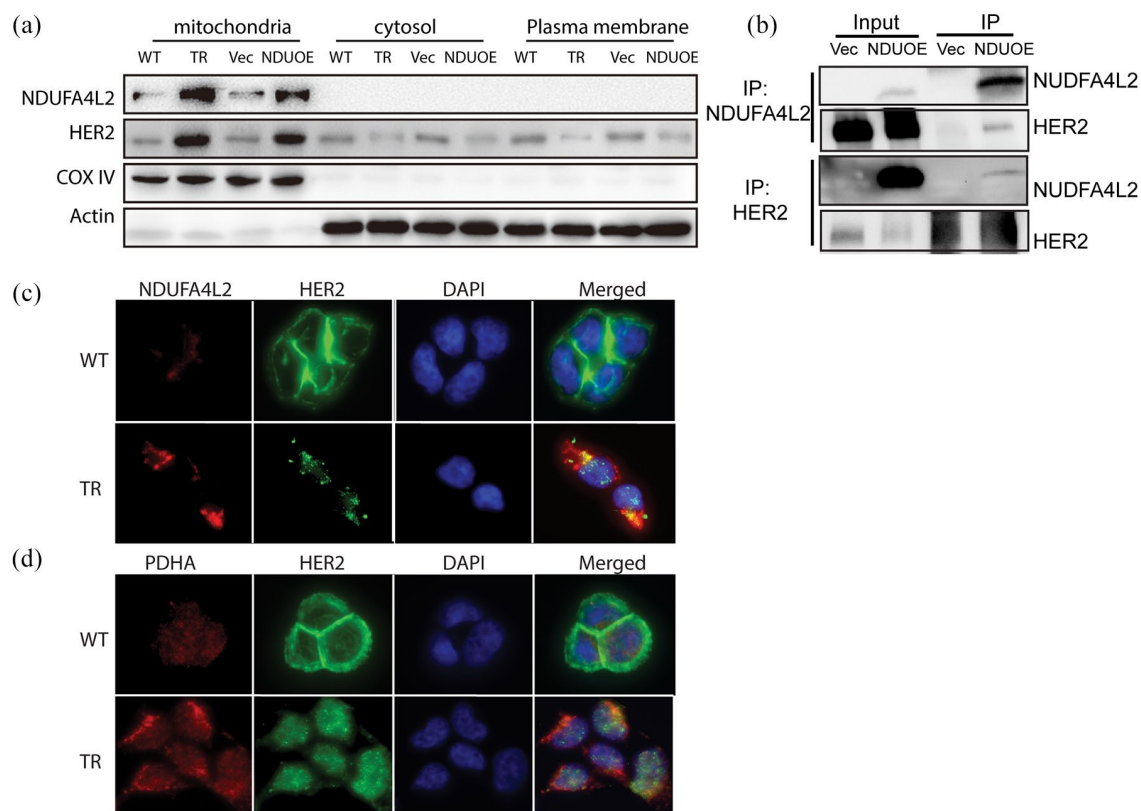 (a)
mitochondria cytosol Plasma membrane
WT TR Vec NDUOE WT TR Vec NDUOE WT TR Vec NDUOE
NDUFA4L2
HER2
COX IV
Actin
(b)
Input IP
Vec NDUOE Vec NDUOE
IP:
NDUFA4L2
NUDFA4L2
HER2
IP:
HER2
NUDFA4L2
HER2
(c)
NDUFA4L2 HER2 DAPI Merged
WT
TR
(d)
PDHA HER2 DAPI Merged
WT
TR